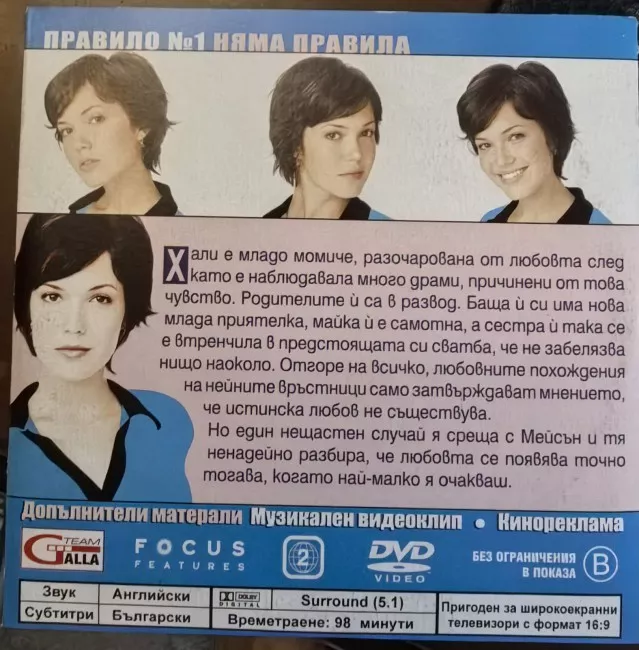 ПРАВИЛО №1 НЯМА ПРАВИЛА
Хали е младо момиче, разочарована от любовта след
като е наблюдавала много драми, причинени от това
чувство. Родителите ѝ са в развод. Баща ѝ си има нова
млада приятелка, майка ѝ е самотна, а сестра ѝ така се
е втренчила в предстоящата си сватба, че не забелязва
нищо наоколо. Отгоре на всичко, любовните похождения
на нейните връстници само затвърждават мнението,
че истинска любов не съществува.
Но един нещастен случай я среща с Мейсън и тя
ненадейно разбира, че любовта се появява точно
тогава, когато най-малко я очакваш.
Допълнители матерали Музикален видеоклип • Кинореклама
TEAM
GALLA
FOCUS
FEATURES
2
DVD
VIDEO
БЕЗ ОГРАНИЧЕНИЯ
В ПОКАЗА
B
Звук Английски
Субтитри Български
DOLBY
DIGITAL
Surround (5.1)
Времетраене: 98 минути
Пригоден за широкоекранни
телевизори с формат 16:9